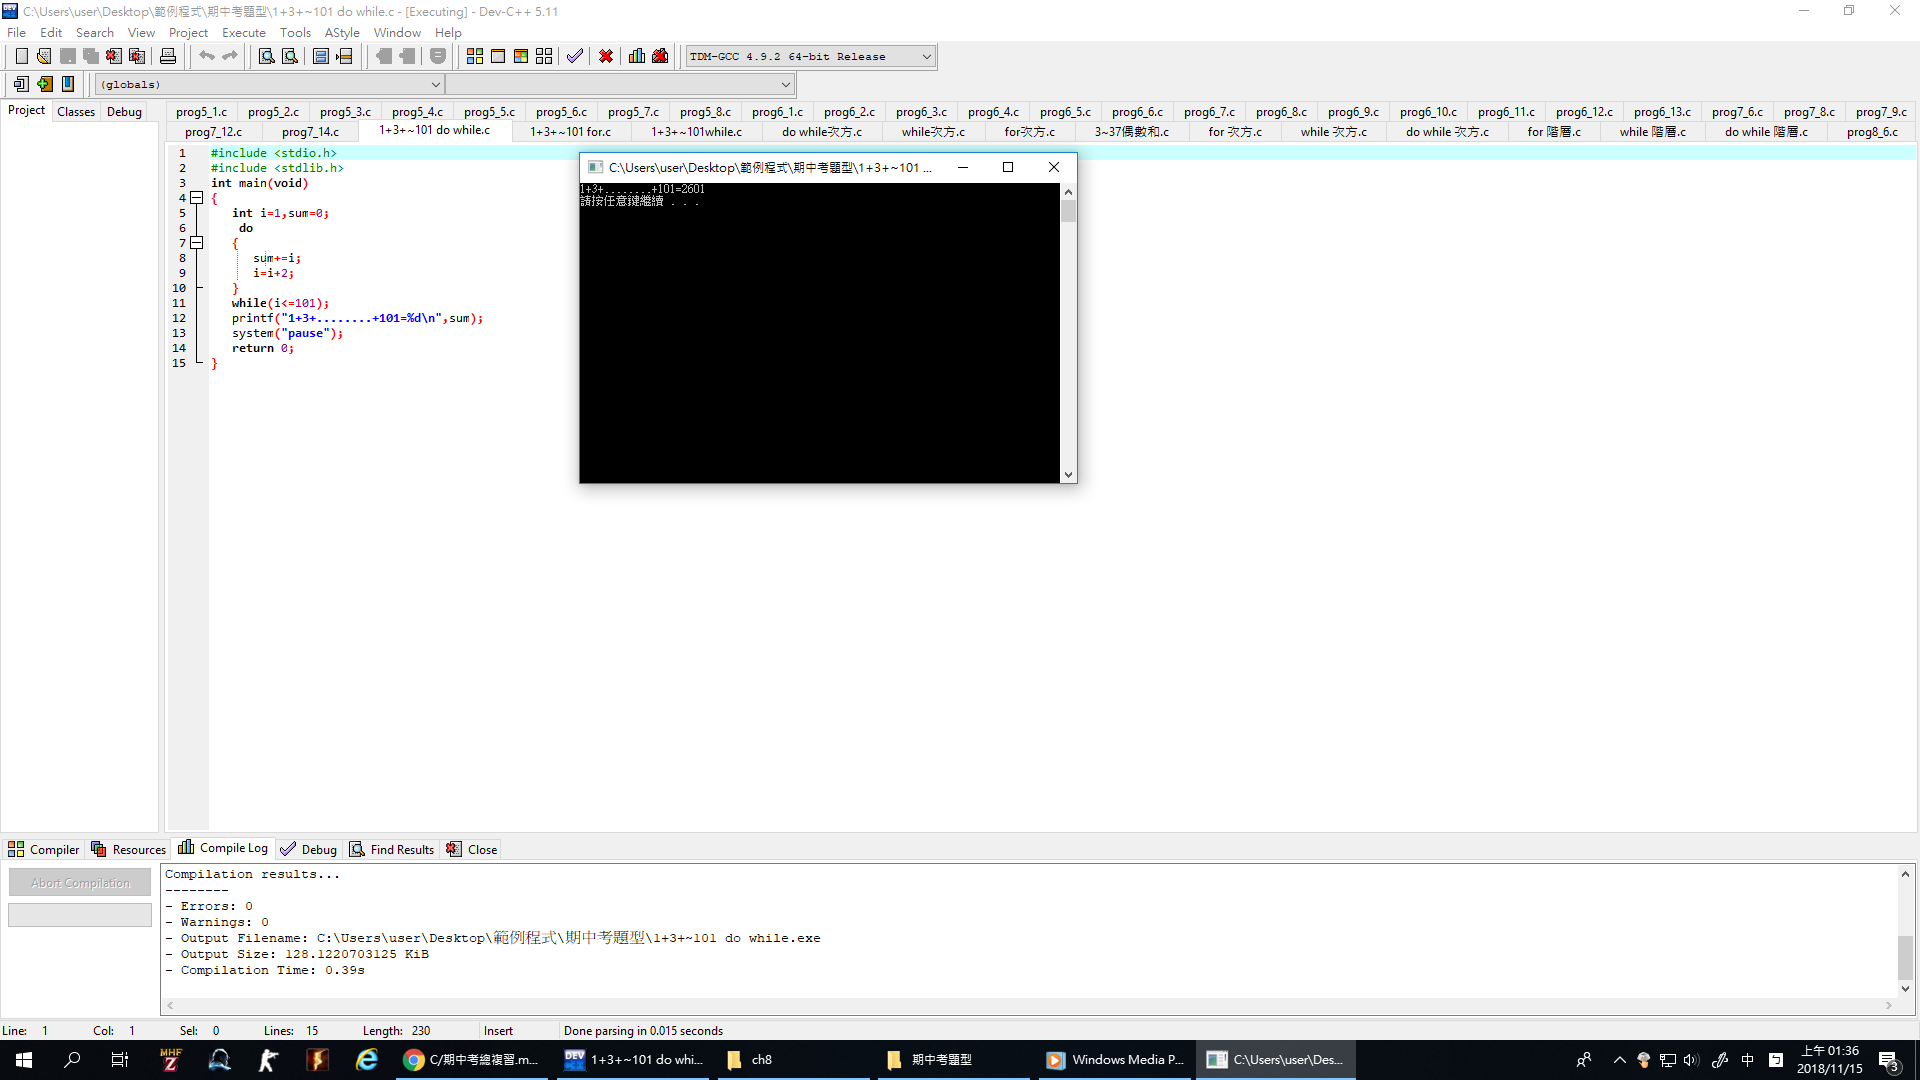 C:\Users\user\Desktop\範例程式\期中考題型\1+3+~101 do while.c - [Executing] - Dev-C++ 5.11
File Edit Search View Project Execute Tools AStyle Window Help
TDM-GCC 4.9.2 64-bit Release
(globals)
Project Classes Debug
prog5_1.c prog5_2.c prog5_3.c prog5_4.c prog5_5.c prog5_6.c prog5_7.c prog5_8.c prog6_1.c prog6_2.c prog6_3.c prog6_4.c prog6_5.c prog6_6.c prog6_7.c prog6_8.c prog6_9.c prog6_10.c prog6_11.c prog6_12.c prog6_13.c prog7_6.c prog7_8.c prog7_9.c
prog7_12.c prog7_14.c 1+3+~101 do while.c 1+3+~101 for.c 1+3+~101while.c do while次方.c while次方.c for次方.c 3~37偶數和.c for 次方.c while 次方.c do while 次方.c for 階層.c while 階層.c do while 階層.c prog8_6.c
1 #include <stdio.h>
2 #include <stdlib.h>
3 int main(void)
4 {
5 int i=1,sum=0;
6 do
7 {
8 sum+=i;
9 i=i+2;
10 }
11 while(i<=101);
12 printf("1+3+........+101=%d\n",sum);
13 system("pause");
14 return 0;
15 }
C:\Users\user\Desktop\範例程式\期中考題型\1+3+~101 ...
1+3+........+101=2601
請按任意鍵繼續 . . .
Compiler Resources Compile Log Debug Find Results Close
Abort Compilation
Compilation results...
--------
- Errors: 0
- Warnings: 0
- Output Filename: C:\Users\user\Desktop\範例程式\期中考題型\1+3+~101 do while.exe
- Output Size: 128.1220703125 KiB
- Compilation Time: 0.39s
Line: 1 Col: 1 Sel: 0 Lines: 15 Length: 230 Insert Done parsing in 0.015 seconds
MHF Z C/期中考總複習.m... DEV 1+3+~101 do whi... ch8 期中考題型 Windows Media P... C:\Users\user\Des... 中 上午 01:36
2018/11/15 3